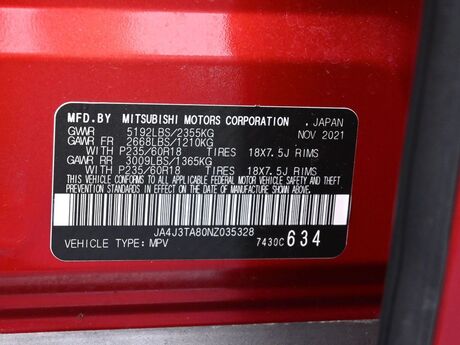 MFD.BY MITSUBISHI MOTORS CORPORATION , JAPAN
GVWR 5192LBS/2355KG NOV 2021
GAWR FR 2668LBS/1210KG
WITH P235/60R18 TIRES 18X7.5J RIMS
GAWR RR 3009LBS/1365KG
WITH P235/60R18 TIRES 18X7.5J RIMS
THIS VEHICLE CONFORMS TO ALL APPLICABLE FEDERAL MOTOR VEHICLE SAFETY AND THEFT
PREVENTION STANDARDS IN EFFECT ON THE DATE OF MANUFACTURE SHOWN ABOVE.
JA4J3TA80NZ035328
VEHICLE TYPE: MPV 7430C 634